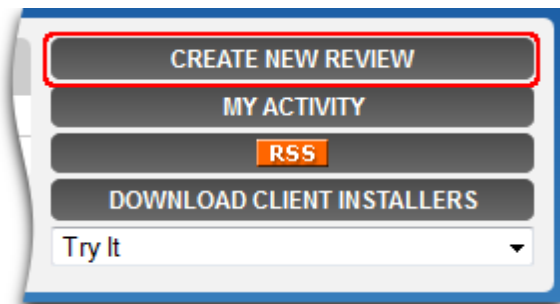 CREATE NEW REVIEW
MY ACTIVITY
RSS
DOWNLOAD CLIENT INSTALLERS
Try It